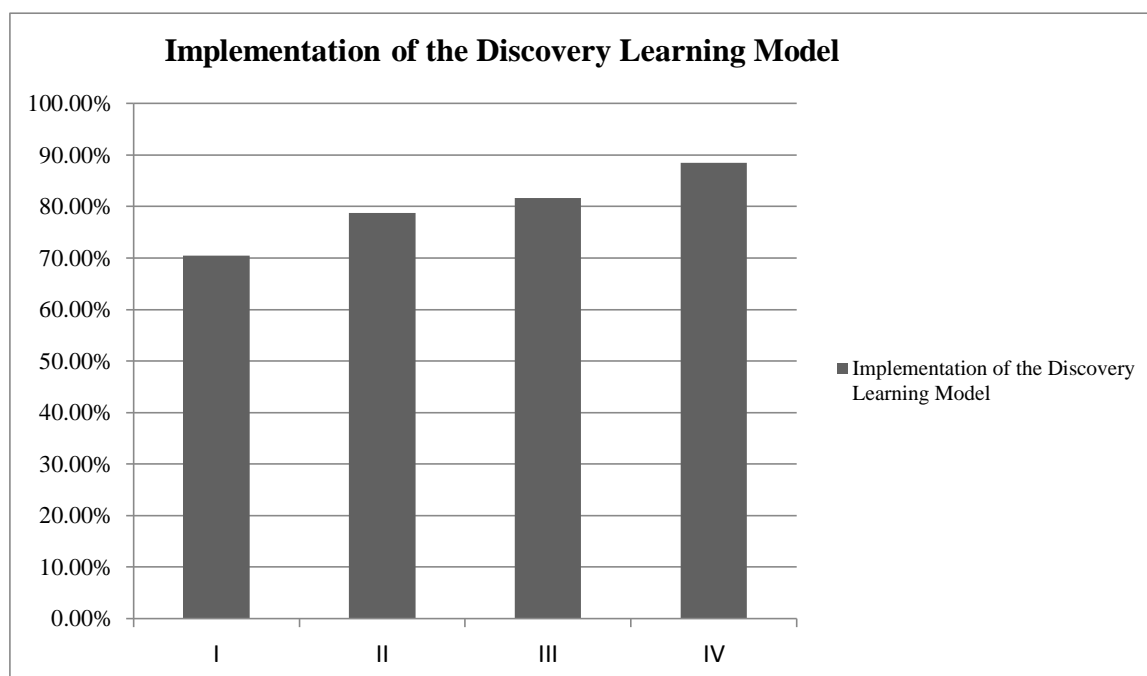 Implementation of the Discovery Learning Model
100.00%
90.00%
80.00%
70.00%
60.00%
50.00%
40.00%
30.00%
20.00%
10.00%
0.00%
I
II
III
IV
Implementation of the Discovery
Learning Model